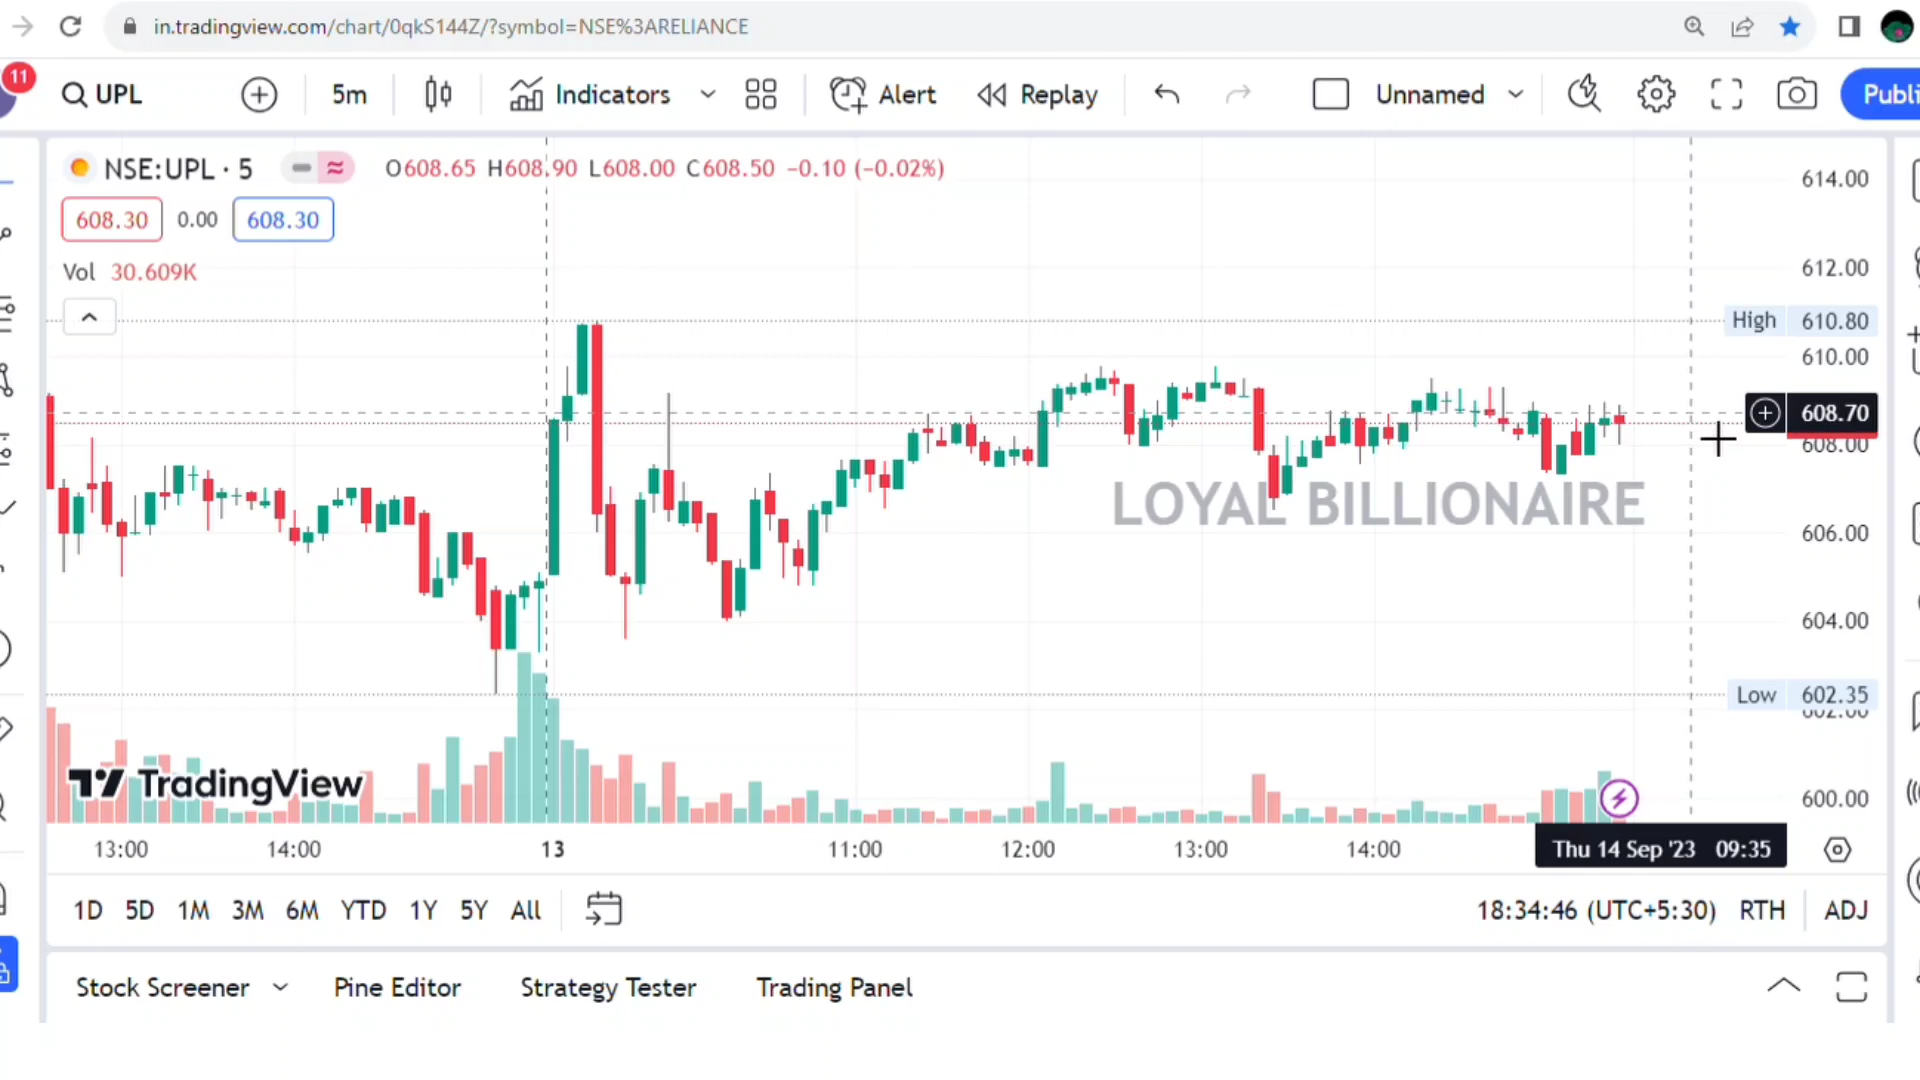 in.tradingview.com/chart/0qkS144Z/?symbol=NSE%3ARELIANCE
11
UPL
5m
Indicators
Alert
Replay
Unnamed
Publi
NSE:UPL · 5
O608.65 H608.90 L608.00 C608.50 −0.10 (−0.02%)
608.30 0.00 608.30
Vol 30.609K
614.00
612.00
High 610.80
610.00
608.70
608.00
LOYAL BILLIONAIRE
606.00
604.00
Low 602.35
602.00
600.00
TradingView
13:00 14:00 13 11:00 12:00 13:00 14:00 Thu 14 Sep '23 09:35
1D 5D 1M 3M 6M YTD 1Y 5Y All
18:34:46 (UTC+5:30) RTH ADJ
Stock Screener Pine Editor Strategy Tester Trading Panel